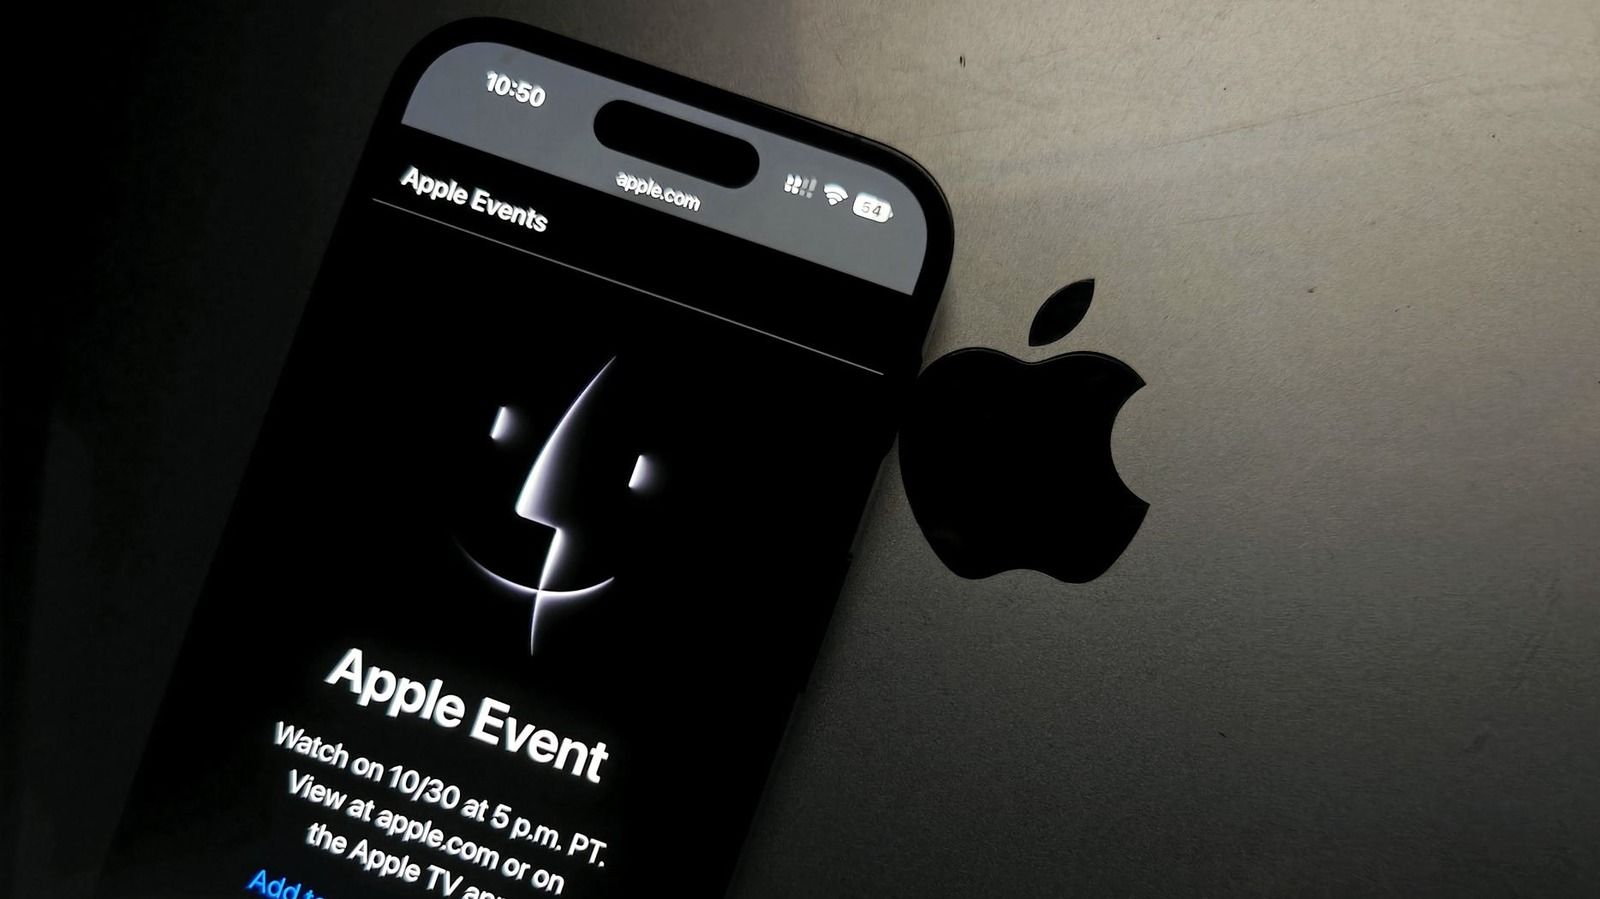 10:50
apple.com
54
Apple Events
Apple Event
Watch on 10/30 at 5 p.m. PT.
View at apple.com or on
the Apple TV
Add